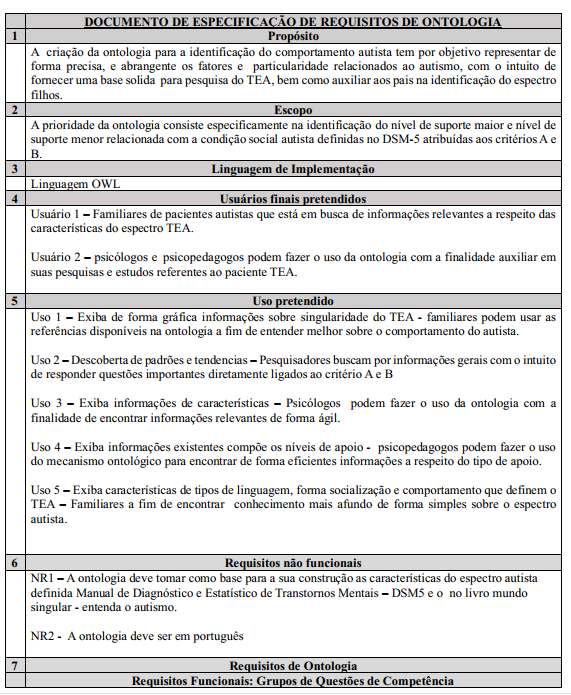 DOCUMENTO DE ESPECIFICAÇÃO DE REQUISITOS DE ONTOLOGIA
1 Propósito
A criação da ontologia para a identificação do comportamento autista tem por objetivo representar de
forma precisa, e abrangente os fatores e particularidade relacionados ao autismo, com o intuito de
fornecer uma base solida para pesquisa do TEA, bem como auxiliar aos pais na identificação do espectro
filhos.
2 Escopo
A prioridade da ontologia consiste especificamente na identificação do nível de suporte maior e nível de
suporte menor relacionada com a condição social autista definidas no DSM-5 atribuídas aos critérios A e
B.
3 Linguagem de Implementação
Linguagem OWL
4 Usuários finais pretendidos
Usuário 1 – Familiares de pacientes autistas que está em busca de informações relevantes a respeito das
características do espectro TEA.
Usuário 2 – psicólogos e psicopedagogos podem fazer o uso da ontologia com a finalidade auxiliar em
suas pesquisas e estudos referentes ao paciente TEA.
5 Uso pretendido
Uso 1 – Exiba de forma gráfica informações sobre singularidade do TEA - familiares podem usar as
referências disponíveis na ontologia a fim de entender melhor sobre o comportamento do autista.
Uso 2 – Descoberta de padrões e tendencias – Pesquisadores buscam por informações gerais com o intuito
de responder questões importantes diretamente ligados ao critério A e B
Uso 3 – Exiba informações de características – Psicólogos podem fazer o uso da ontologia com a
finalidade de encontrar informações relevantes de forma ágil.
Uso 4 – Exiba informações existentes compõe os níveis de apoio - psicopedagogos podem fazer o uso
do mecanismo ontológico para encontrar de forma eficientes informações a respeito do tipo de apoio.
Uso 5 – Exiba características de tipos de linguagem, forma socialização e comportamento que definem o
TEA – Familiares a fim de encontrar conhecimento mais afundo de forma simples sobre o espectro
autista.
6 Requisitos não funcionais
NR1 – A ontologia deve tomar como base para a sua construção as características do espectro autista
definida Manual de Diagnóstico e Estatístico de Transtornos Mentais – DSM5 e o no livro mundo
singular - entenda o autismo.
NR2 - A ontologia deve ser em português
7 Requisitos de Ontologia
Requisitos Funcionais: Grupos de Questões de Competência